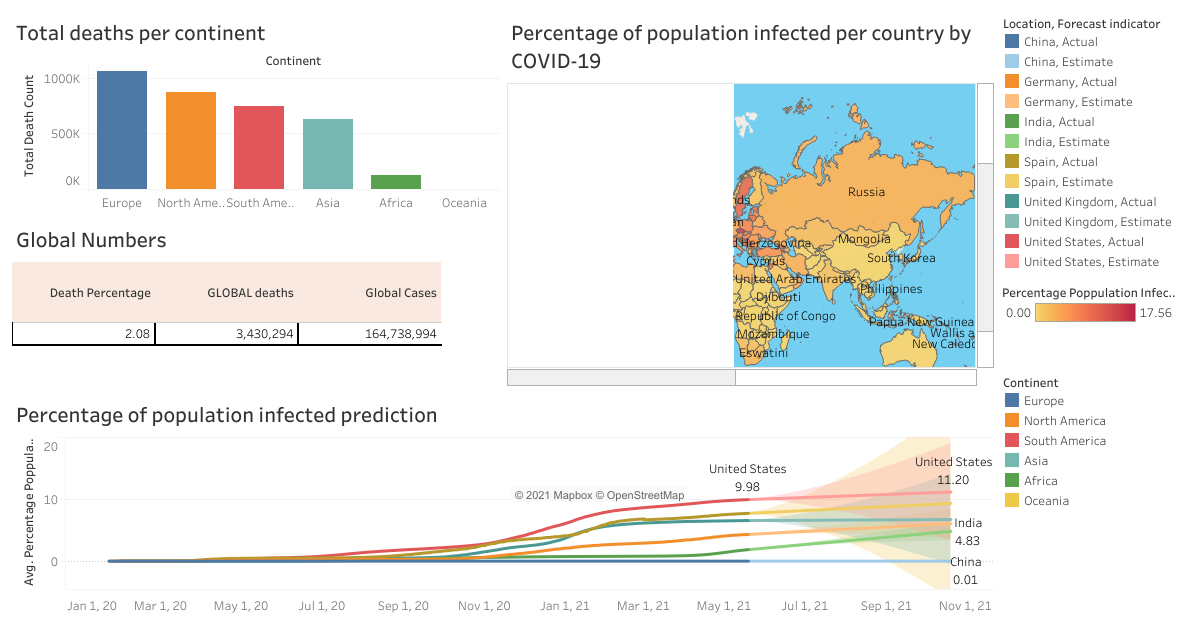 Total deaths per continent
Continent
Total Death Count
1000K
500K
0K
Europe
North Ame..
South Ame..
Asia
Africa
Oceania
Global Numbers
Death Percentage
GLOBAL deaths
Global Cases
2.08
3,430,294
164,738,994
Percentage of population infected per country by
COVID-19
Russia
nds
an
d Herzegovina
Mongolia
Cyprus
South Korea
United Arab Emirates
Djibouti
Philippines
Republic of Congo
Papua New Guinea
Mozambique
Wallis a
New Caledo
Eswatini
Location, Forecast indicator
China, Actual
China, Estimate
Germany, Actual
Germany, Estimate
India, Actual
India, Estimate
Spain, Actual
Spain, Estimate
United Kingdom, Actual
United Kingdom, Estimate
United States, Actual
United States, Estimate
Percentage Poppulation Infec..
0.00
17.56
Continent
Europe
North America
South America
Asia
Africa
Oceania
Percentage of population infected prediction
Avg. Percentage Poppula..
20
10
0
© 2021 Mapbox © OpenStreetMap
United States
9.98
United States
11.20
India
4.83
China
0.01
Jan 1, 20
Mar 1, 20
May 1, 20
Jul 1, 20
Sep 1, 20
Nov 1, 20
Jan 1, 21
Mar 1, 21
May 1, 21
Jul 1, 21
Sep 1, 21
Nov 1, 21